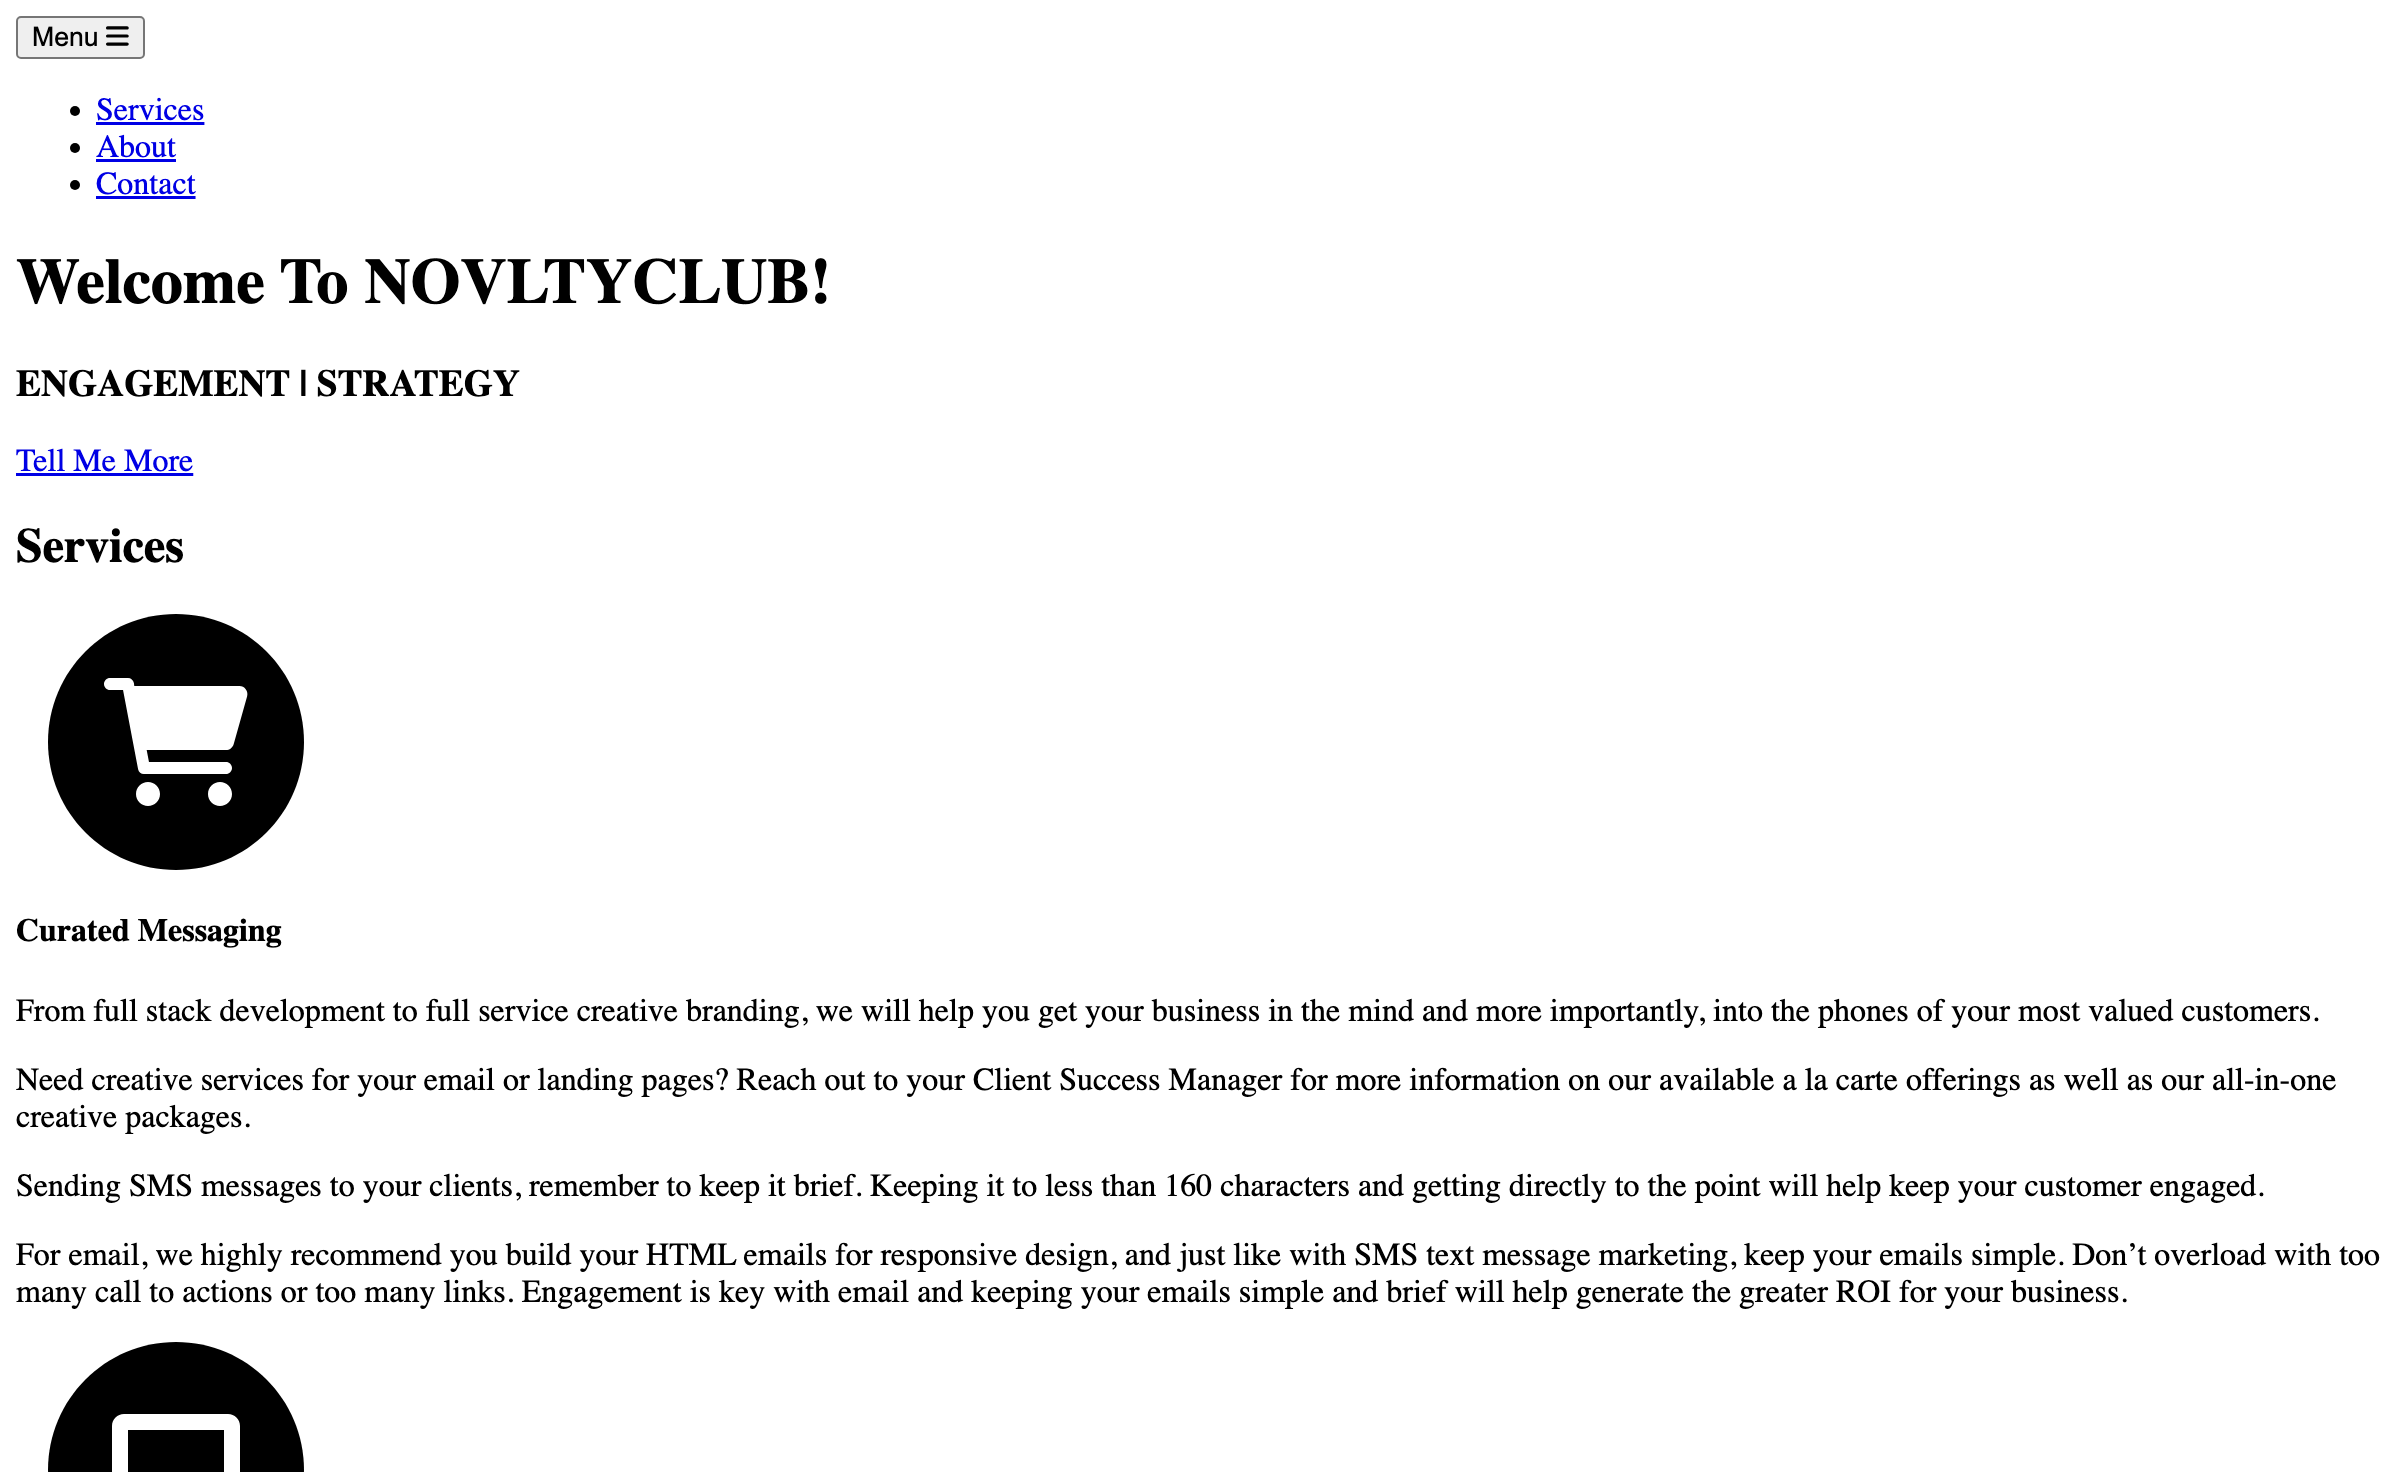 Menu
Services
About
Contact
Welcome To NOVLTYCLUB!
ENGAGEMENT | STRATEGY
Tell Me More
Services
Curated Messaging
From full stack development to full service creative branding, we will help you get your business in the mind and more importantly, into the phones of your most valued customers.
Need creative services for your email or landing pages? Reach out to your Client Success Manager for more information on our available a la carte offerings as well as our all-in-one
creative packages.
Sending SMS messages to your clients, remember to keep it brief. Keeping it to less than 160 characters and getting directly to the point will help keep your customer engaged.
For email, we highly recommend you build your HTML emails for responsive design, and just like with SMS text message marketing, keep your emails simple. Don’t overload with too
many call to actions or too many links. Engagement is key with email and keeping your emails simple and brief will help generate the greater ROI for your business.